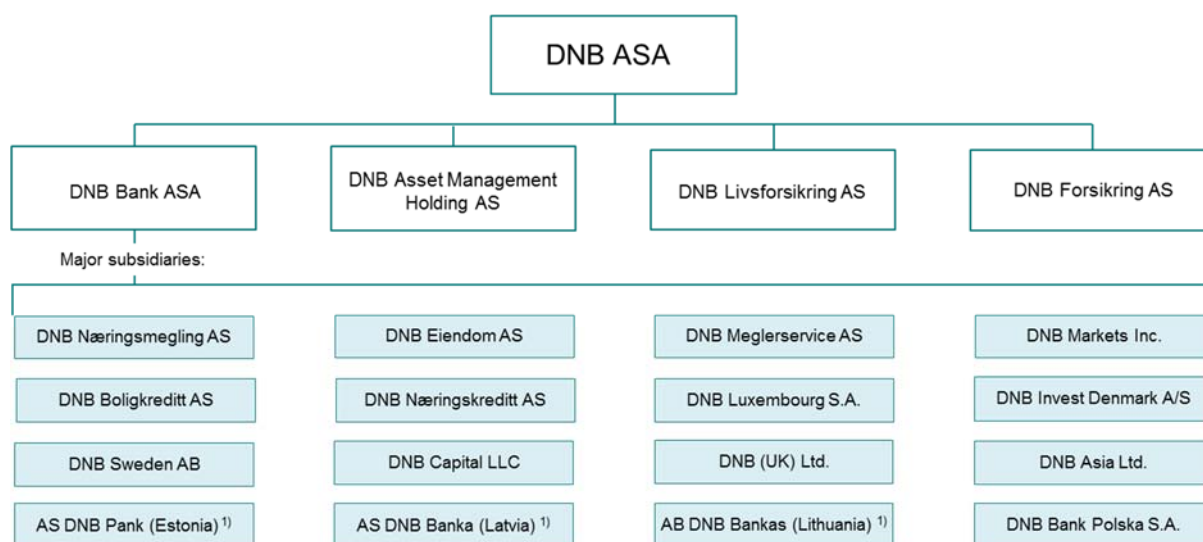 DNB ASA
DNB Bank ASA
DNB Asset Management
Holding AS
DNB Livsforsikring AS
DNB Forsikring AS
Major subsidiaries:
DNB Næringsmegling AS
DNB Eiendom AS
DNB Meglerservice AS
DNB Markets Inc.
DNB Boligkreditt AS
DNB Næringskreditt AS
DNB Luxembourg S.A.
DNB Invest Denmark A/S
DNB Sweden AB
DNB Capital LLC
DNB (UK) Ltd.
DNB Asia Ltd.
AS DNB Pank (Estonia) 1)
AS DNB Banka (Latvia) 1)
AB DNB Bankas (Lithuania) 1)
DNB Bank Polska S.A.